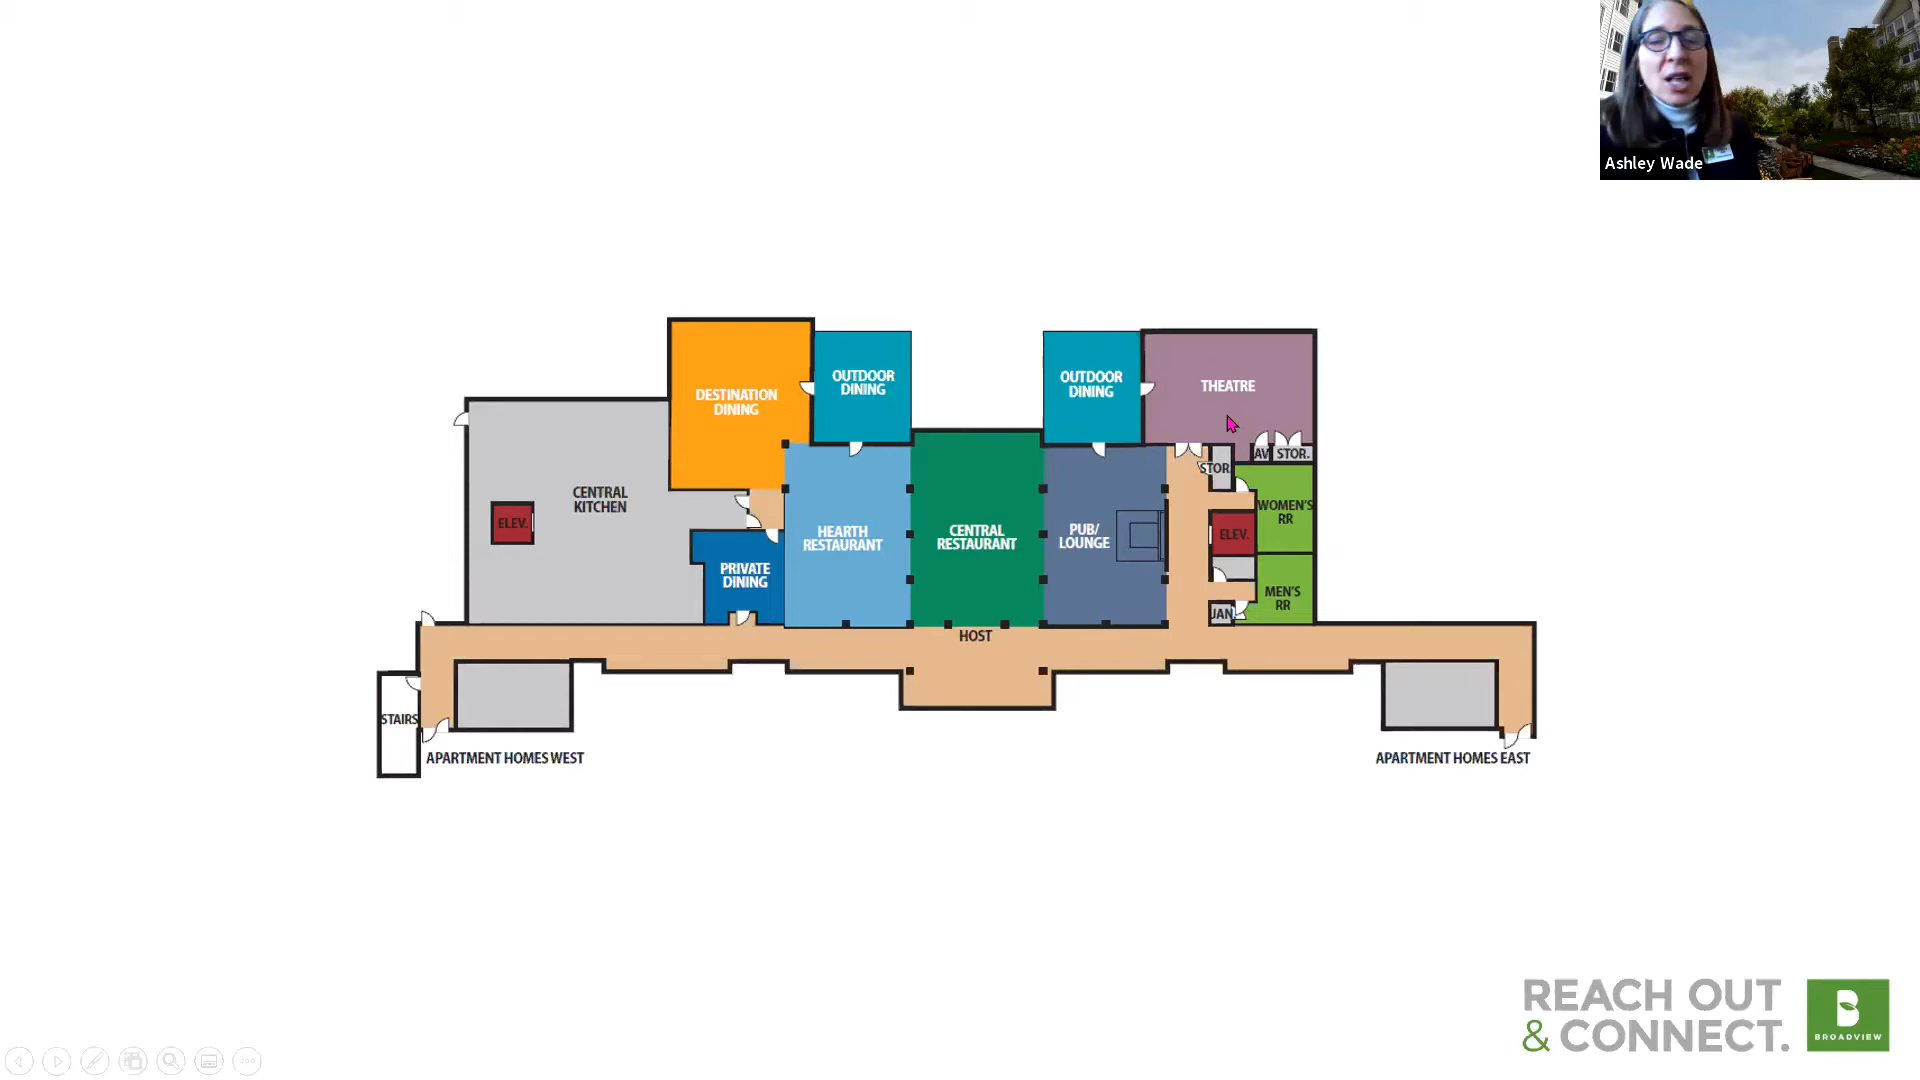 Ashley Wade
DESTINATION
DINING
OUTDOOR
DINING
OUTDOOR
DINING
THEATRE
AV
STOR.
STOR
CENTRAL
KITCHEN
ELEV.
HEARTH
RESTAURANT
CENTRAL
RESTAURANT
PUB/
LOUNGE
WOMEN'S
RR
ELEV.
PRIVATE
DINING
MEN'S
RR
JAN
HOST
STAIRS
APARTMENT HOMES WEST
APARTMENT HOMES EAST
REACH OUT
& CONNECT.
B
BROADVIEW